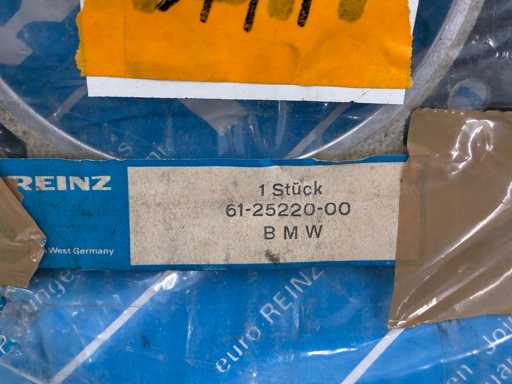 REINZ
West Germany
1 Stück
61-25220-00
B M W
euro REINZ